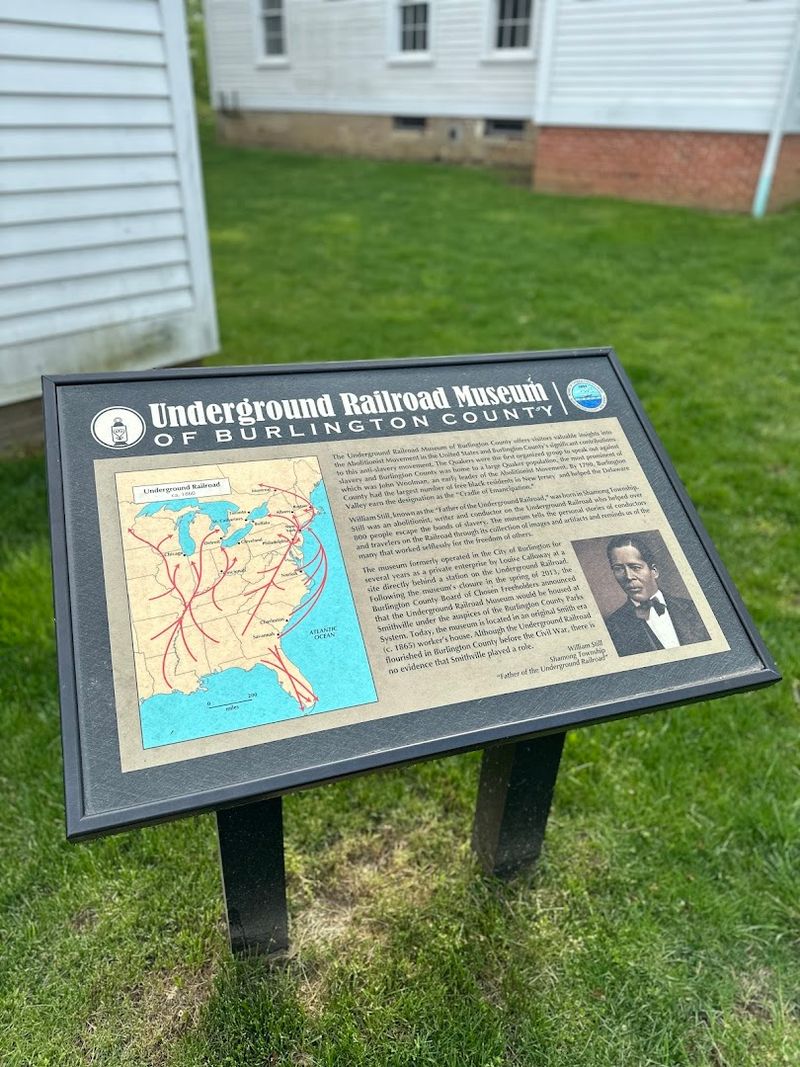 Underground Railroad Museum
OF BURLINGTON COUNTY
The Underground Railroad Museum of Burlington County offers visitors valuable insights into
the Abolitionist Movement in the United States and Burlington County's significant contributions
to this anti-slavery movement. The Quakers were the first organized group to speak out against
slavery and Burlington County was home to a large Quaker population, the most prominent of
which was John Woolman, an early leader of the Abolitionist Movement. By 1790, Burlington
County had the largest number of free black residents in New Jersey and helped the Delaware
Valley earn the designation as the "Cradle of Emancipation."
William Still, known as the "Father of the Underground Railroad," was born in Shamong Township.
Still was an abolitionist, writer and conductor on the Underground Railroad who helped over
800 people escape the bonds of slavery. The museum tells the personal stories of conductors
and travelers on the Railroad through its collection of images and artifacts and reminds us of the
many that worked selflessly for the freedom of others.
The museum formerly operated in the City of Burlington for
several years as a private enterprise by Louise Calloway at a
site directly behind a station on the Underground Railroad.
Following the museum's closure in the spring of 2013, the
Burlington County Board of Chosen Freeholders announced
that the Underground Railroad Museum would be housed at
Smithville under the auspices of the Burlington County Parks
System. Today, the museum is located in an original Smith era
(c. 1865) worker's house. Although the Underground Railroad
flourished in Burlington County before the Civil War, there is
no evidence that Smithville played a role.
William Still
Shamong Township
"Father of the Underground Railroad"
Underground Railroad
ca. 1860
Montreal
Boston
Buffalo
Cleveland
Chicago
Philadelphia
Cincinnati
Norfolk
Charleston
Savannah
ATLANTIC
OCEAN
0 200
miles